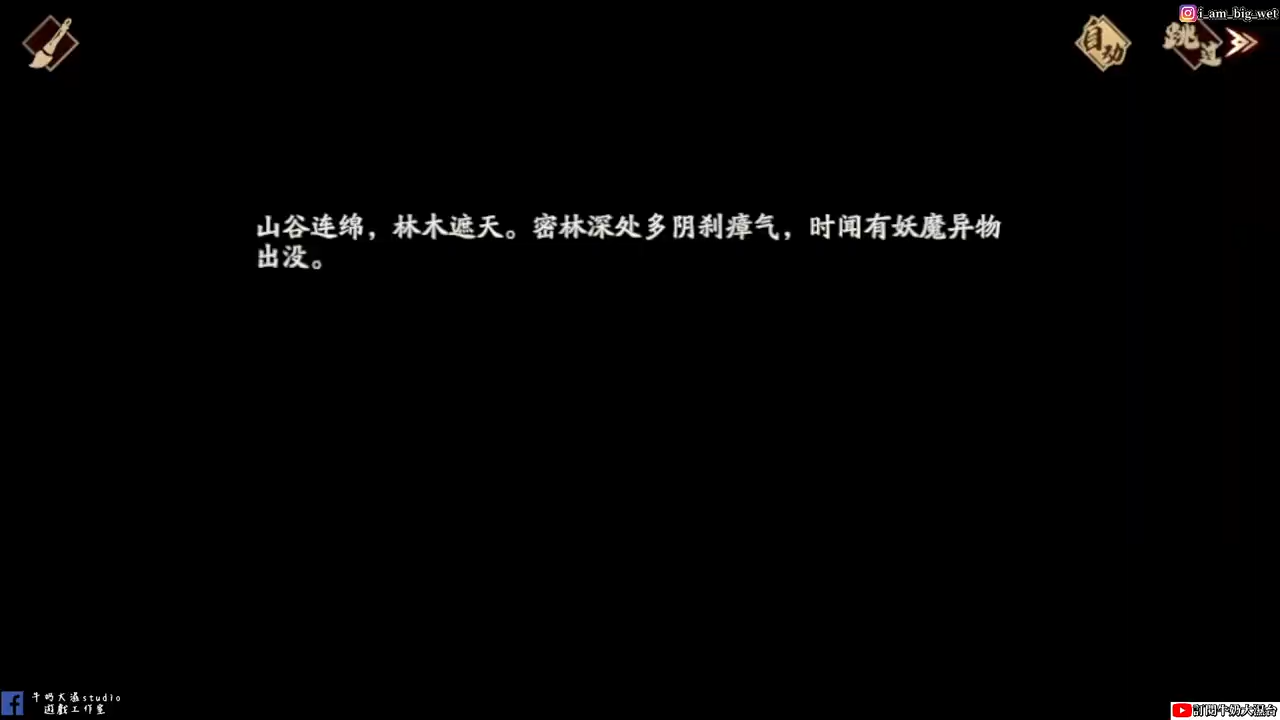 i_am_big_wet
自动
跳过
山谷连绵，林木遮天。密林深处多阴刹瘴气，时闻有妖魔异物
出没。
牛奶大濕studio
遊戲工作室
訂閱牛奶大濕台